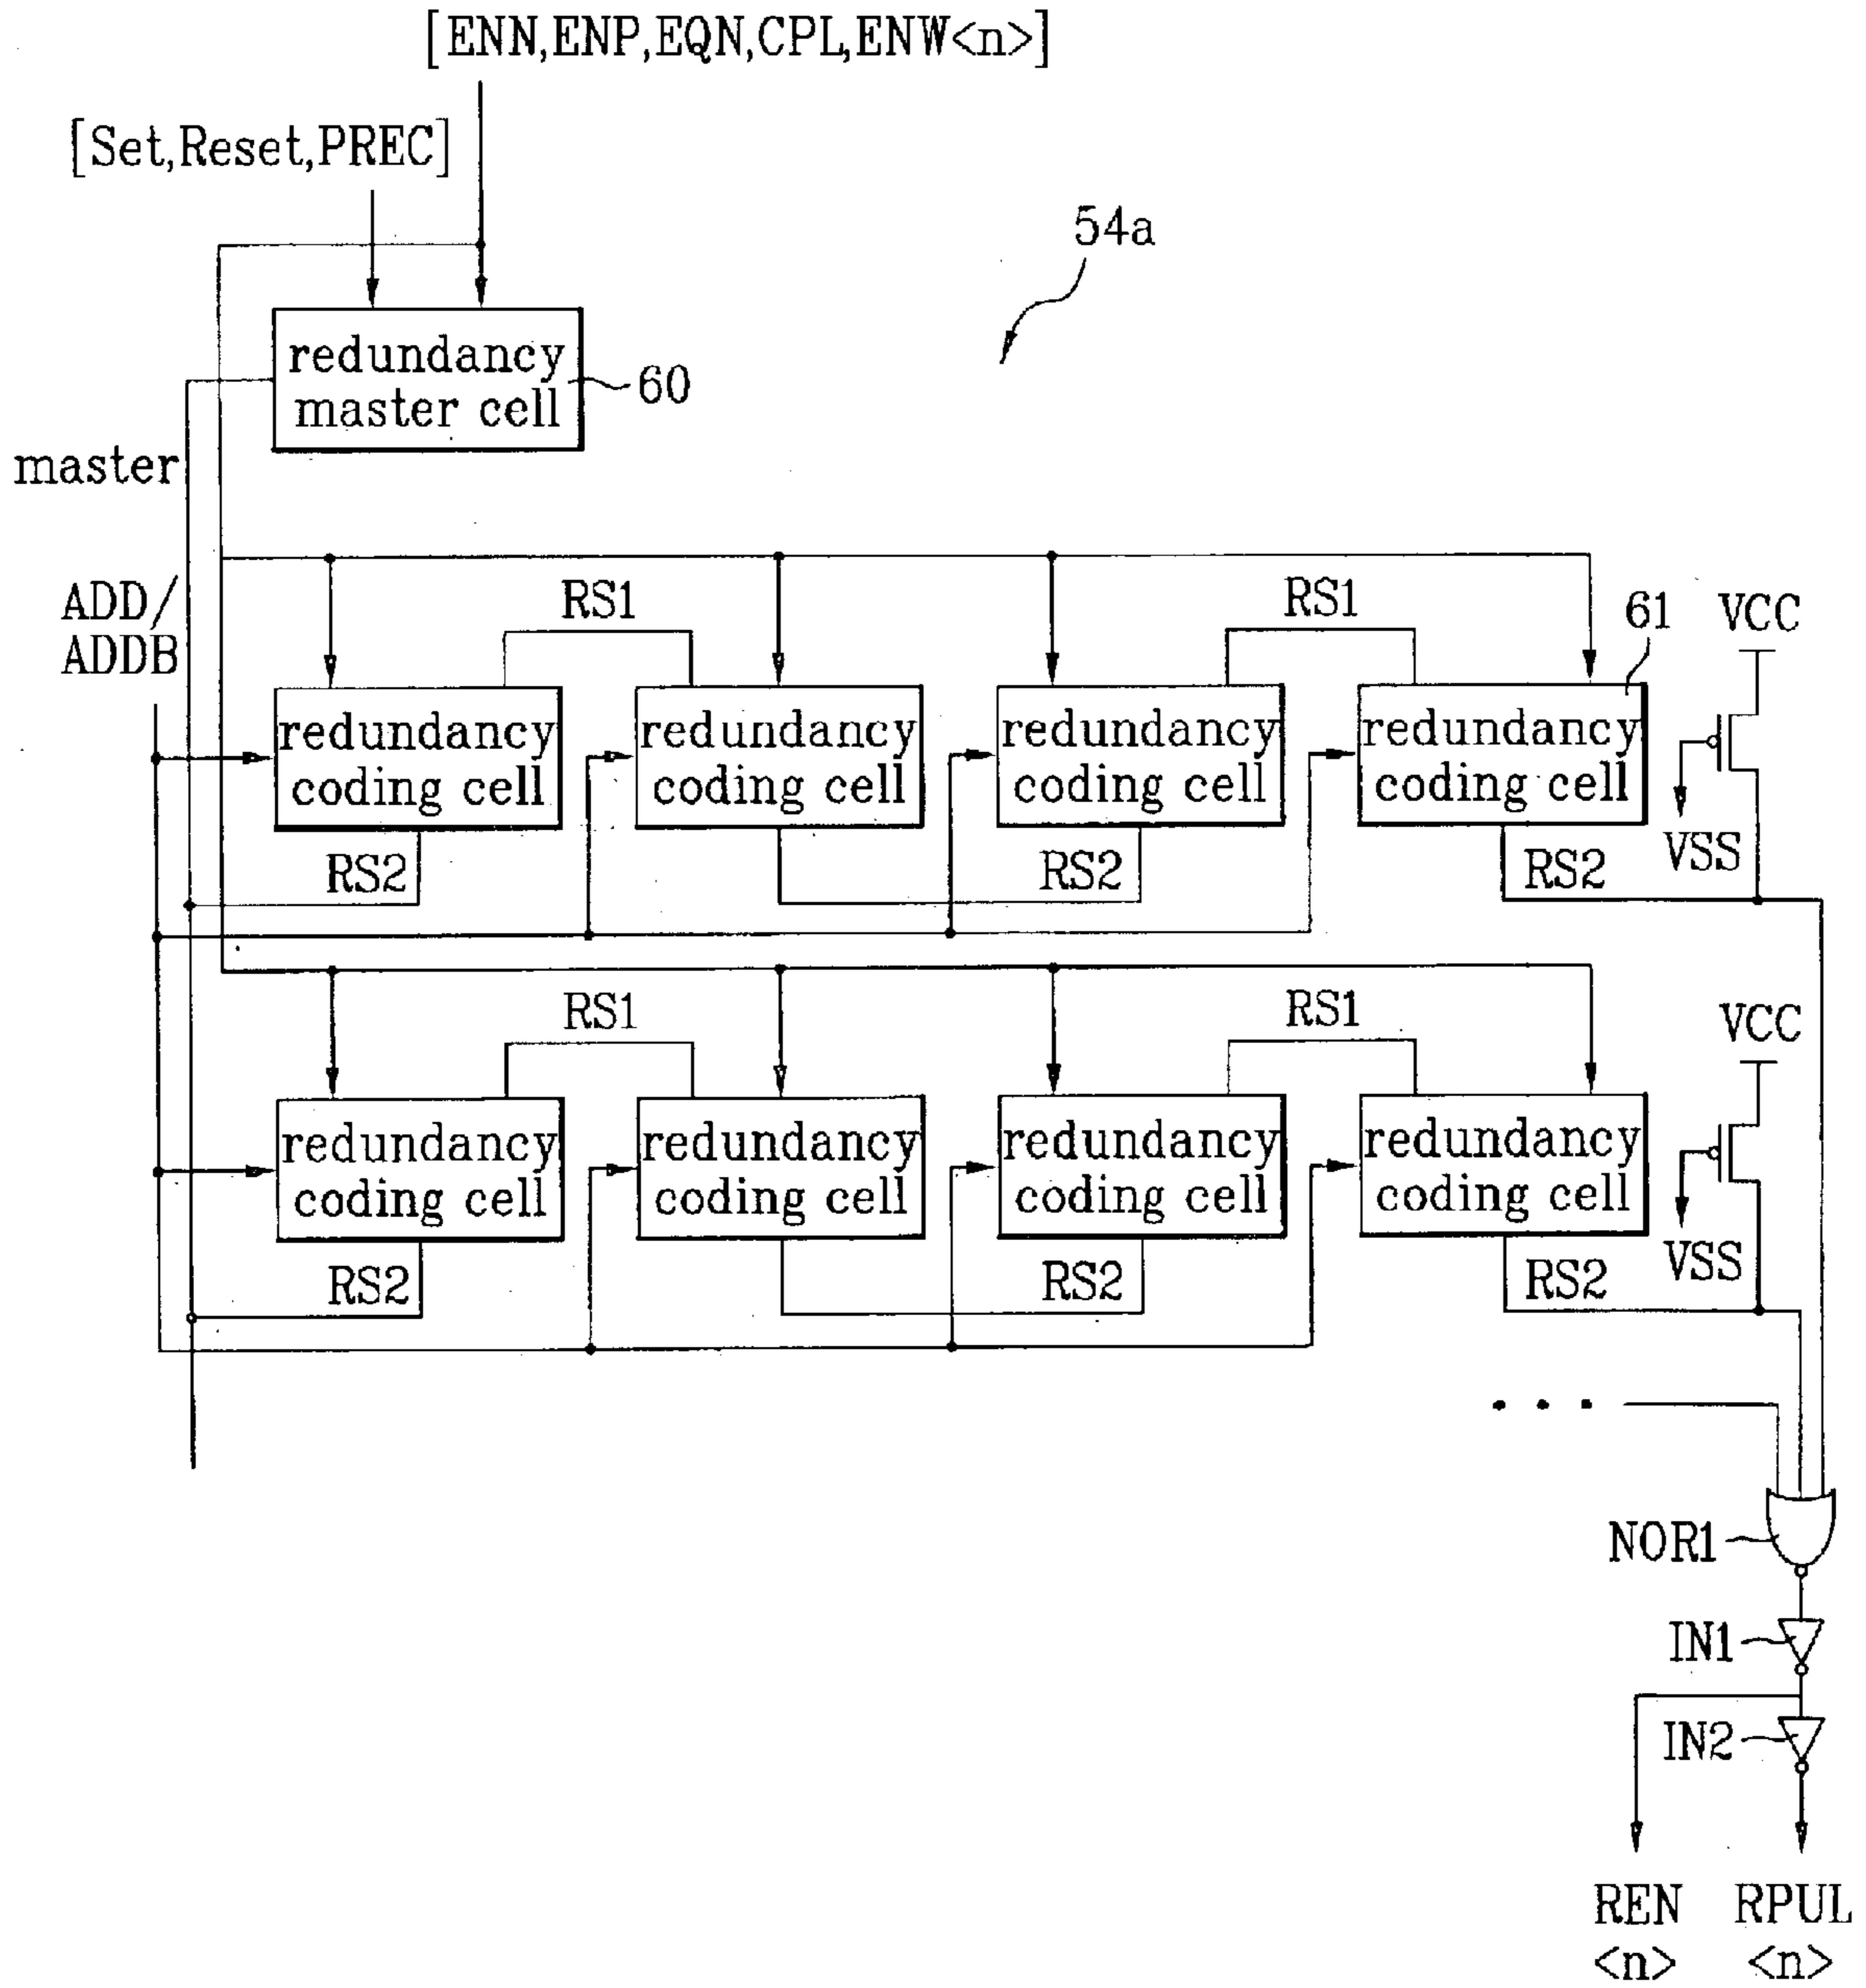 [ENN,ENP,EQN,CPL,ENW<n>]
[Set,Reset,PREC]
54a
redundancy
master cell
60
master
ADD/
ADDB
RS1
RS1
61
VCC
redundancy
coding cell
redundancy
coding cell
redundancy
coding cell
redundancy
coding cell
VSS
RS2
RS2
RS2
RS1
RS1
VCC
redundancy
coding cell
redundancy
coding cell
redundancy
coding cell
redundancy
coding cell
VSS
RS2
RS2
RS2
. . .
NOR1
IN1
IN2
REN
<n>
RPUL
<n>